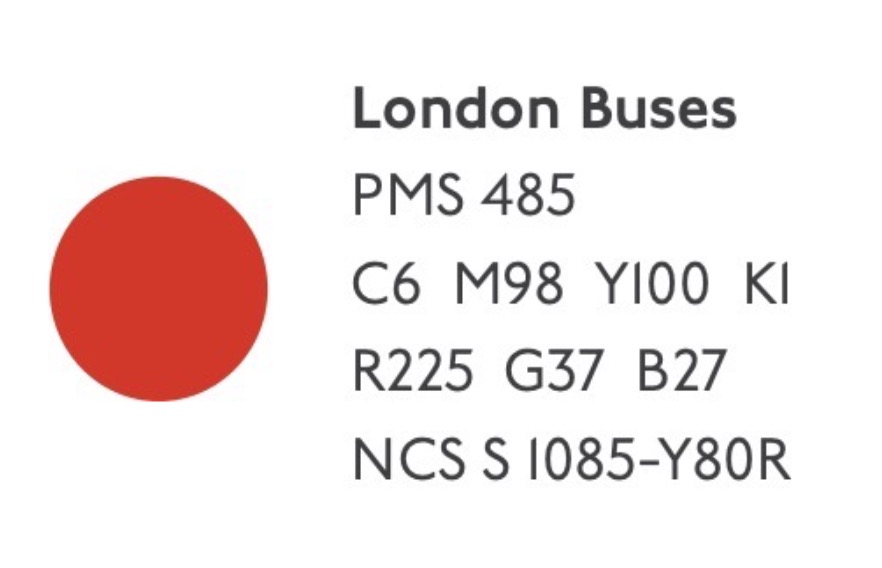 London Buses
PMS 485
C6 M98 Y100 K1
R225 G37 B27
NCS S 1085-Y80R